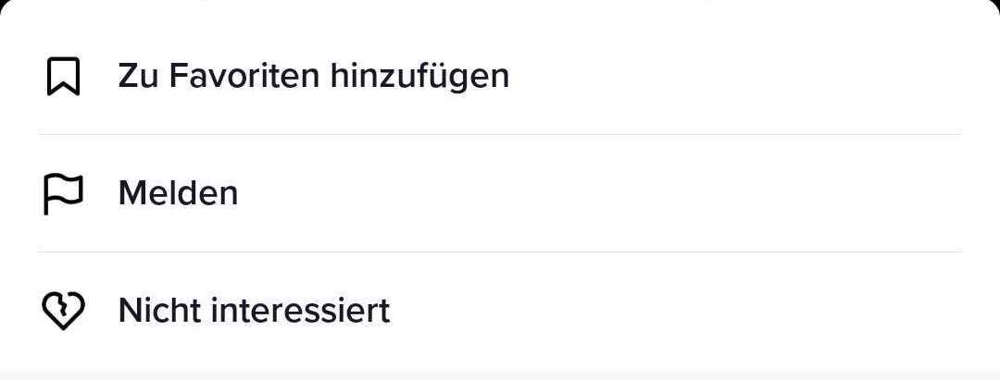 Zu Favoriten hinzufügen
Melden
Nicht interessiert